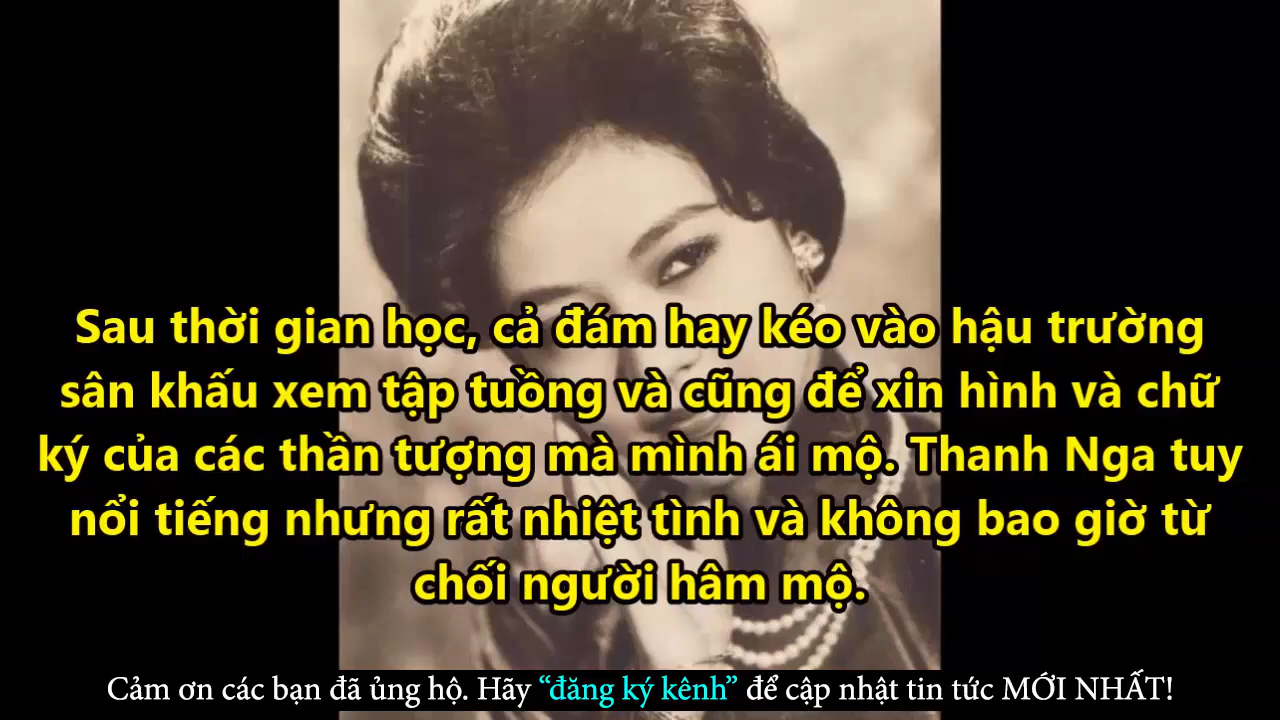 Sau thời gian học, cả đám hay kéo vào hậu trường
sân khấu xem tập tuồng và cũng để xin hình và chữ
ký của các thần tượng mà mình ái mộ. Thanh Nga tuy
nổi tiếng nhưng rất nhiệt tình và không bao giờ từ
chối người hâm mộ.
Cảm ơn các bạn đã ủng hộ. Hãy “đăng ký kênh” để cập nhật tin tức MỚI NHẤT!